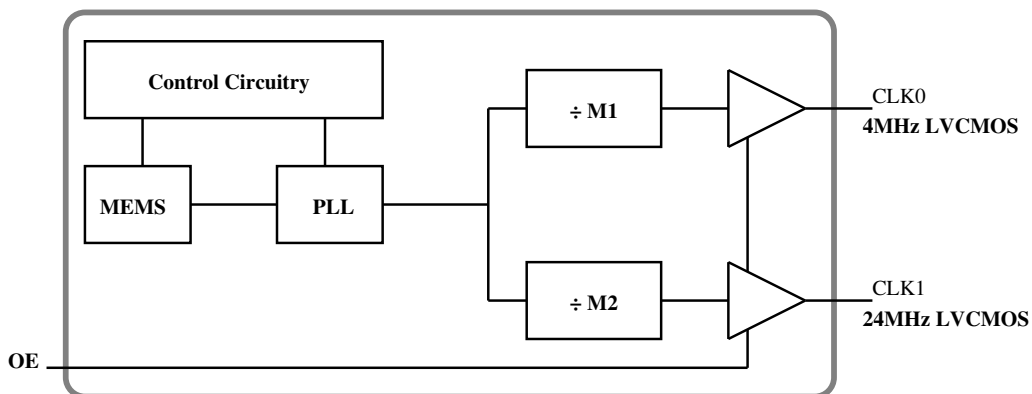 Control Circuitry
÷ M1
CLK0
4MHz LVCMOS
MEMS
PLL
÷ M2
CLK1
24MHz LVCMOS
OE